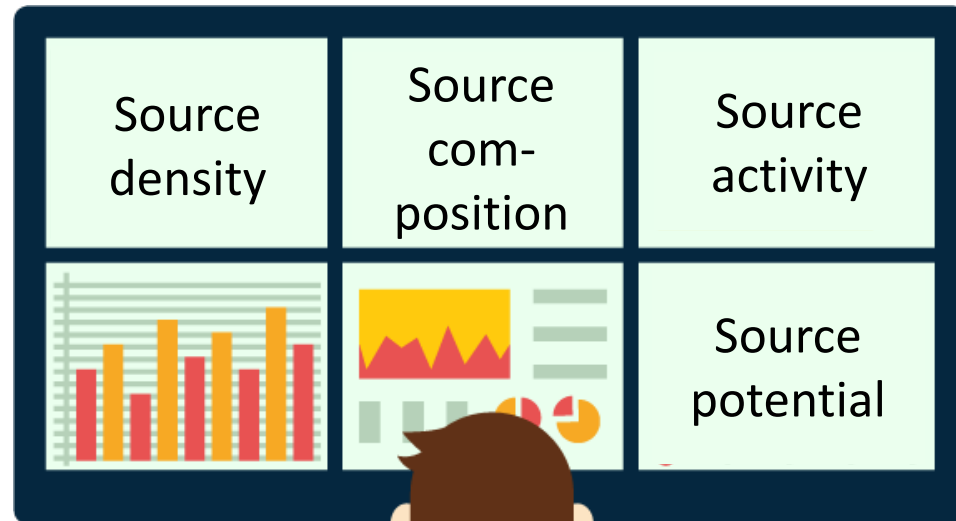 Source
density
Source
com-
position
Source
activity
Source
potential